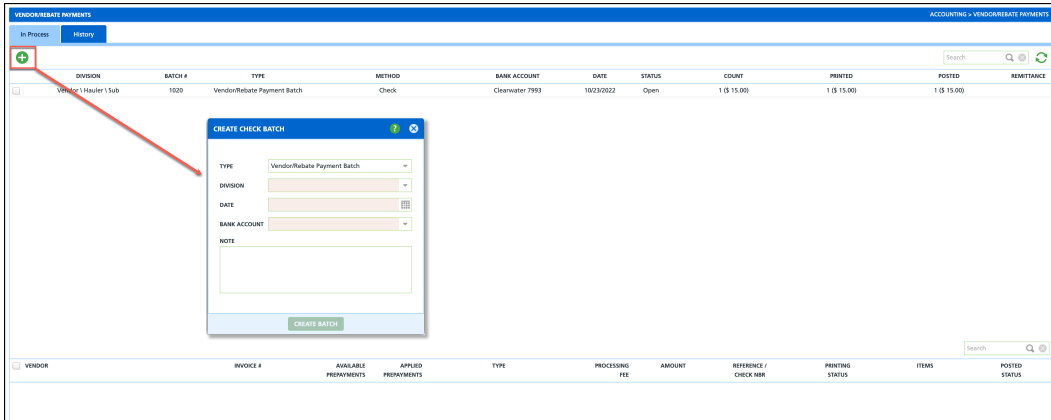 VENDOR/REBATE PAYMENTS ACCOUNTING > VENDOR/REBATE PAYMENTS
In Process History
Search
DIVISION BATCH # TYPE METHOD BANK ACCOUNT DATE STATUS COUNT PRINTED POSTED REMITTANCE
Vendor \ Hauler \ Sub 1020 Vendor/Rebate Payment Batch Check Clearwater 7993 10/23/2022 Open 1 ($ 15.00) 1 ($ 15.00) 1 ($ 15.00)
CREATE CHECK BATCH ?
TYPE Vendor/Rebate Payment Batch
DIVISION
DATE
BANK ACCOUNT
NOTE
CREATE BATCH
Search
VENDOR INVOICE # AVAILABLE APPLIED TYPE PROCESSING AMOUNT REFERENCE / PRINTING ITEMS POSTED
PREPAYMENTS PREPAYMENTS FEE CHECK NBR STATUS STATUS